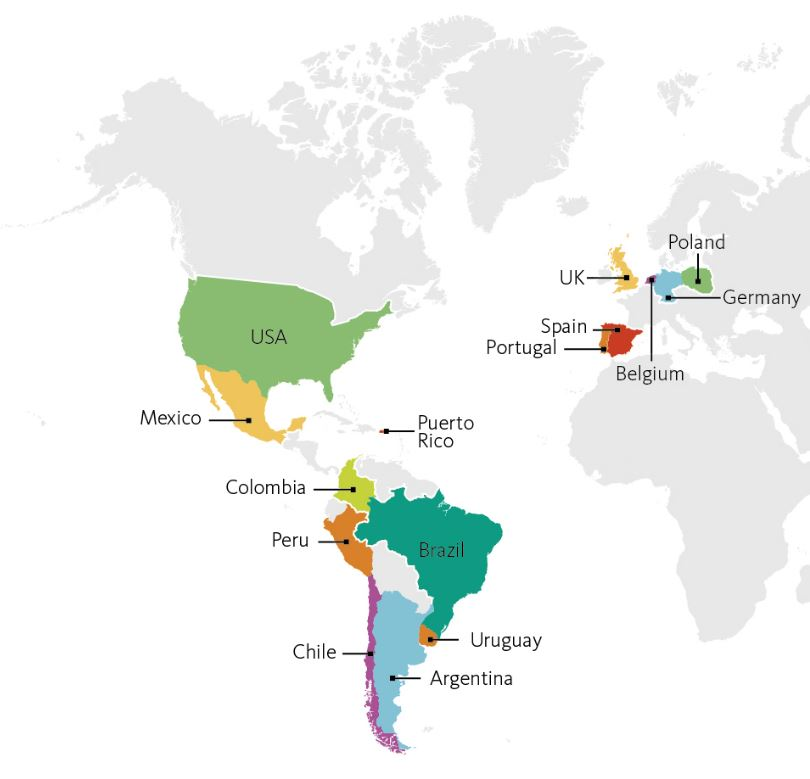 Poland
UK
Germany
Spain
USA
Portugal
Belgium
Mexico
Puerto
Rico
Colombia
Peru
Brazil
Uruguay
Chile
Argentina